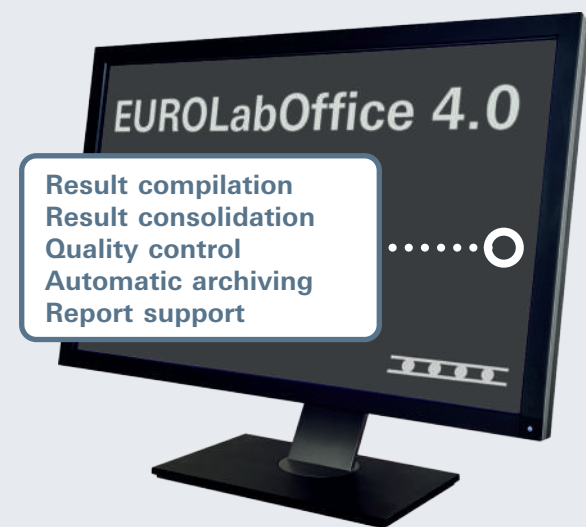 EUROLabOffice 4.0
Result compilation
Result consolidation
Quality control
Automatic archiving
Report support